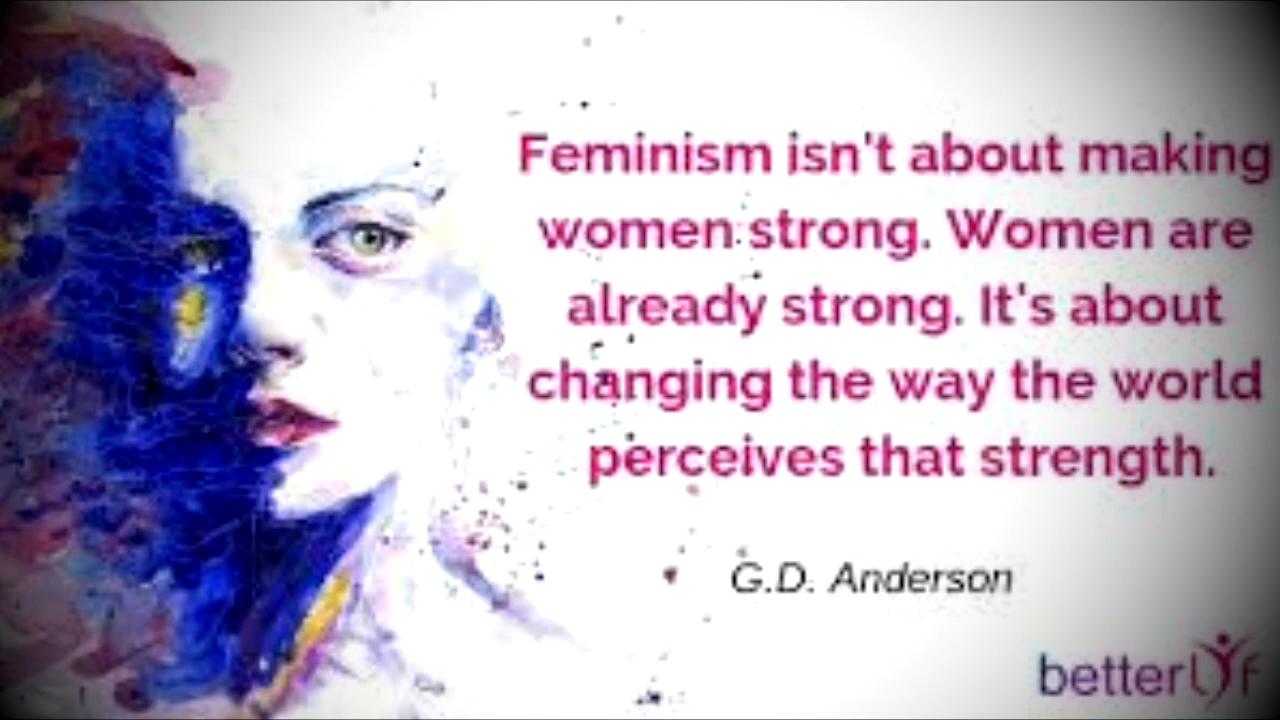 Feminism isn't about making
women strong. Women are
already strong. It's about
changing the way the world
perceives that strength.
G.D. Anderson
betterLYf